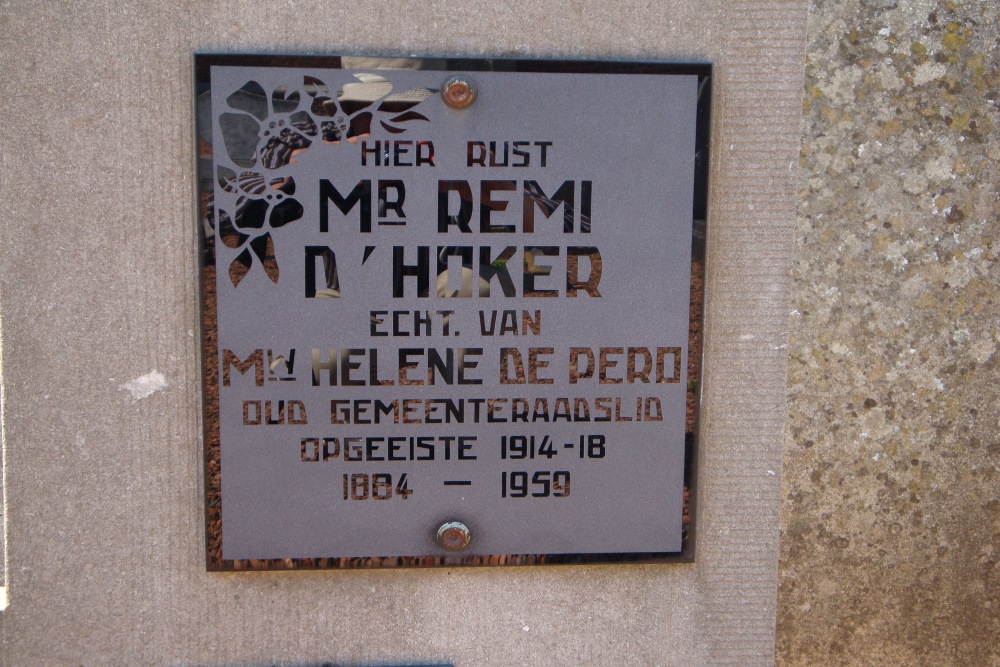 HIER RUST
MR REMI
D'HOKER
ECHT. VAN
MW HELENE DE PERO
OUD GEMEENTERAADSLID
OPGEEISTE 1914-18
1884 – 1959